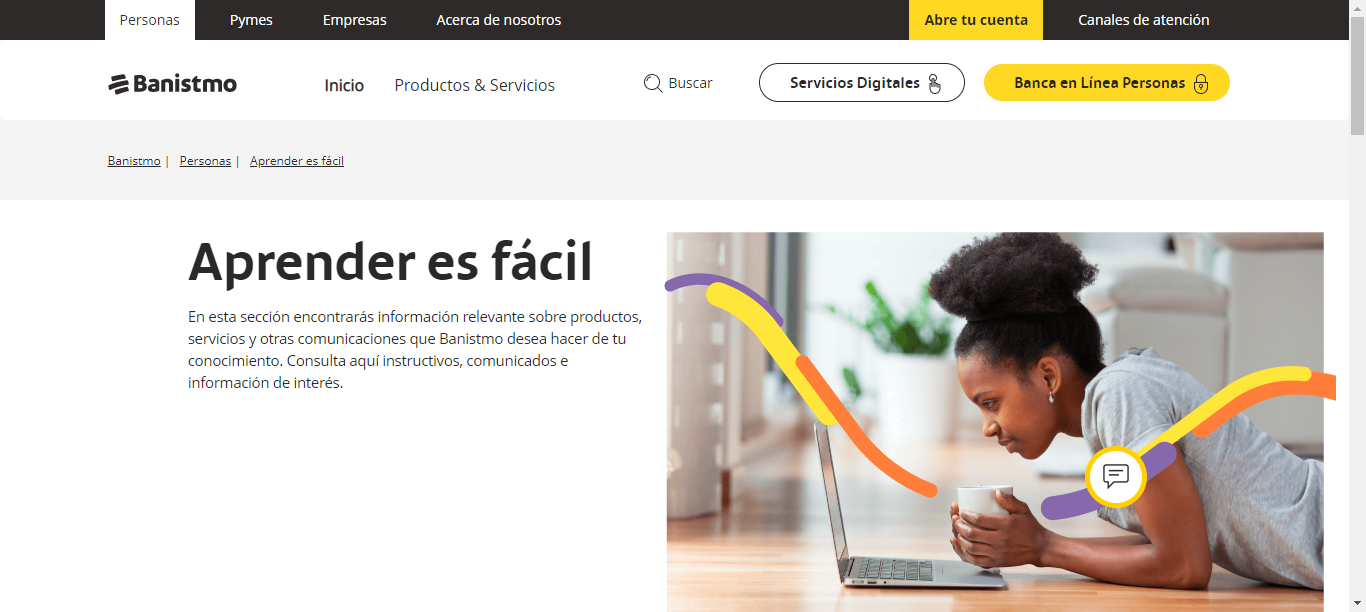 Personas Pymes Empresas Acerca de nosotros Abre tu cuenta Canales de atención
Banistmo Inicio Productos & Servicios Buscar Servicios Digitales Banca en Línea Personas
Banistmo | Personas | Aprender es fácil
Aprender es fácil
En esta sección encontrarás información relevante sobre productos,
servicios y otras comunicaciones que Banistmo desea hacer de tu
conocimiento. Consulta aquí instructivos, comunicados e
información de interés.